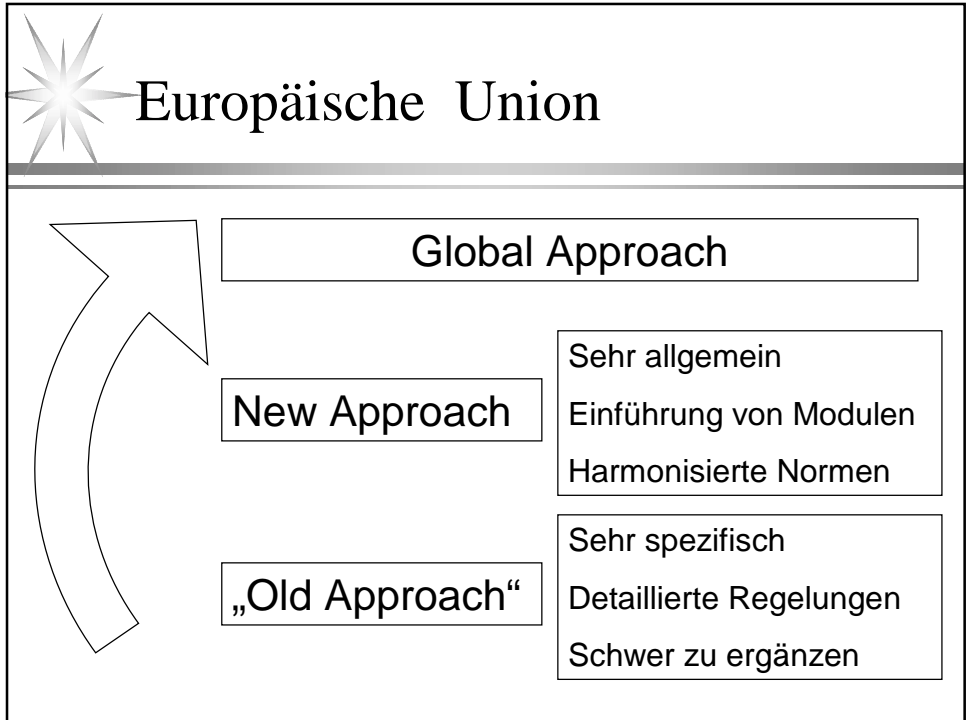 Europäische Union
Global Approach
New Approach
Sehr allgemein
Einführung von Modulen
Harmonisierte Normen
„Old Approach“
Sehr spezifisch
Detaillierte Regelungen
Schwer zu ergänzen